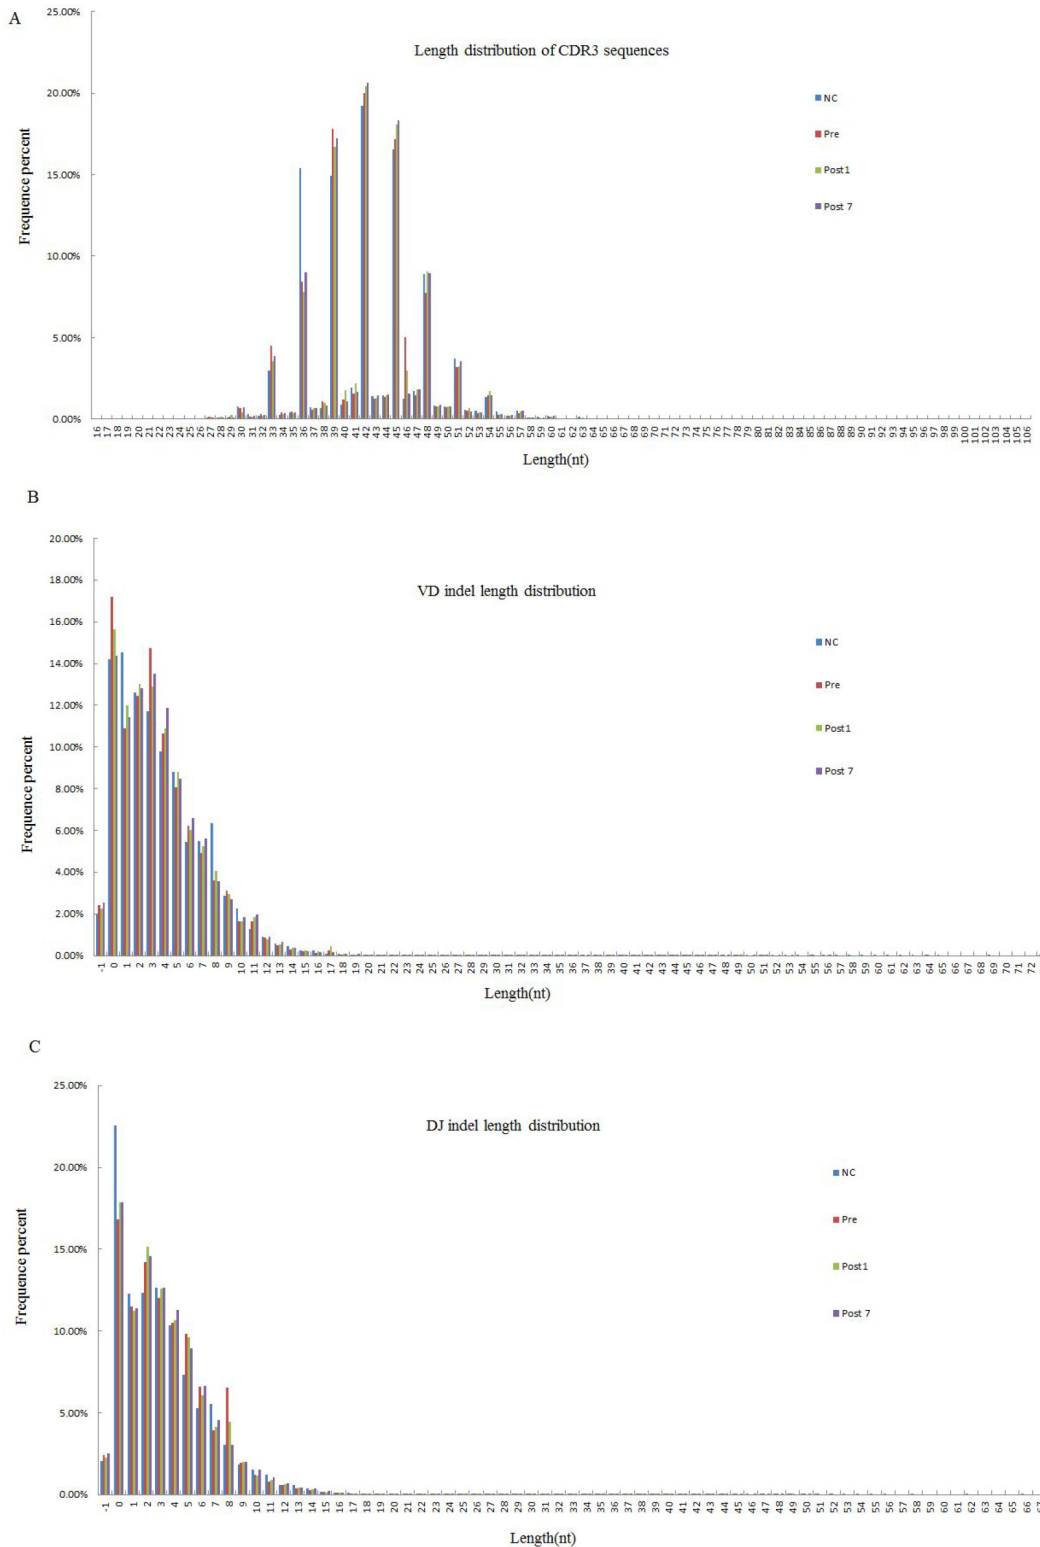 A
25.00%
Length distribution of CDR3 sequences
20.00%
NC
Pre
15.00%
Post1
Post 7
10.00%
5.00%
0.00%
Frequence percent
16 17 18 19 20 21 22 23 24 25 26 27 28 29 30 31 32 33 34 35 36 37 38 39 40 41 42 43 44 45 46 47 48 49 50 51 52 53 54 55 56 57 58 59 60 61 62 63 64 65 66 67 68 69 70 71 72 73 74 75 76 77 78 79 80 81 82 83 84 85 86 87 88 89 90 91 92 93 94 95 96 97 98 99 100 101 102 103 104 105 106
Length(nt)
B
20.00%
18.00%
VD indel length distribution
16.00%
NC
14.00%
Pre
12.00%
Post1
10.00%
Post 7
8.00%
6.00%
4.00%
2.00%
0.00%
Frequence percent
-1 0 1 2 3 4 5 6 7 8 9 10 11 12 13 14 15 16 17 18 19 20 21 22 23 24 25 26 27 28 29 30 31 32 33 34 35 36 37 38 39 40 41 42 43 44 45 46 47 48 49 50 51 52 53 54 55 56 57 58 59 60 61 62 63 64 65 66 67 68 69 70 71 72
Length(nt)
C
25.00%
DJ indel length distribution
20.00%
NC
Pre
15.00%
Post1
Post 7
10.00%
5.00%
0.00%
Frequence percent
-1 0 1 2 3 4 5 6 7 8 9 10 11 12 13 14 15 16 17 18 19 20 21 22 23 24 25 26 27 28 29 30 31 32 33 34 35 36 37 38 39 40 41 42 43 44 45 46 47 48 49 50 51 52 53 54 55 56 57 58 59 60 61 62 63 64 65 66 67
Length(nt)